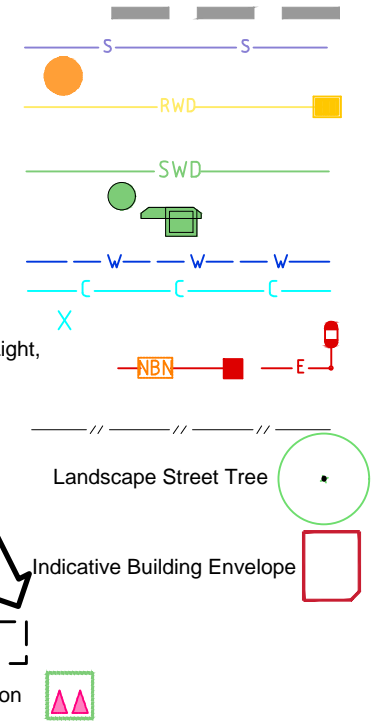 S S
RWD
SWD
W W W
C C C
X
ight,
NBN E
// // //
Landscape Street Tree
Indicative Building Envelope
on